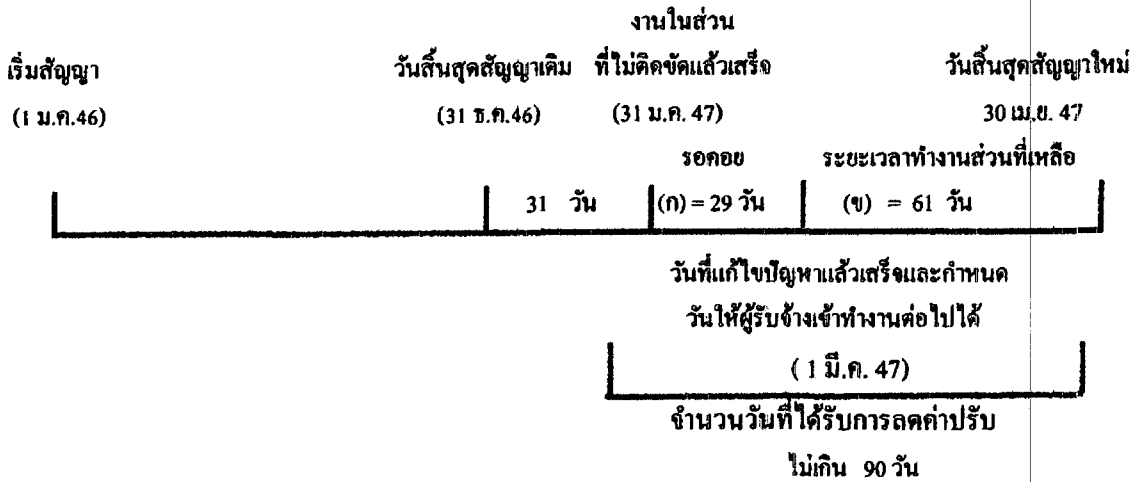 งานในส่วน
เริ่มสัญญา วันสิ้นสุดสัญญาเดิม ที่ไม่ติดขัดแล้วเสร็จ วันสิ้นสุดสัญญาใหม่
(1 ม.ค.46) (31 ธ.ค.46) (31 ม.ค. 47) 30 เม.ย. 47
รอคอย ระยะเวลาทำงานส่วนที่เหลือ
31 วัน (ก) = 29 วัน (ข) = 61 วัน
วันที่แก้ไขปัญหาแล้วเสร็จและกำหนด
วันให้ผู้รับจ้างเข้าทำงานต่อไปได้
( 1 มี.ค. 47)
จำนวนวันที่ได้รับการลดค่าปรับ
ไม่เกิน 90 วัน